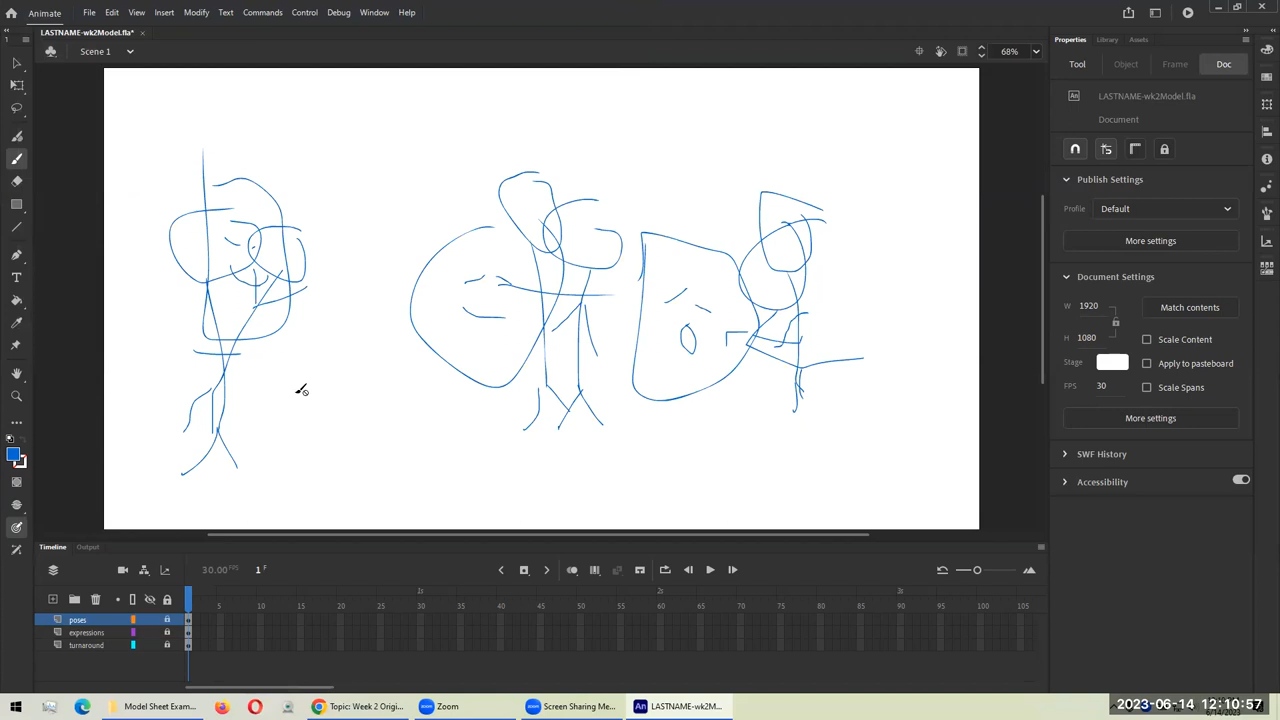 Animate File Edit View Insert Modify Text Commands Control Debug Window Help
LASTNAME-wk2Model.fla*
Scene 1
68%
Properties Library Assets
Tool Object Frame Doc
LASTNAME-wk2Model.fla
Document
Publish Settings
Profile Default
More settings
Document Settings
W 1920
Match contents
H 1080
Scale Content
Stage
Apply to pasteboard
FPS 30
Scale Spans
More settings
SWF History
Accessibility
Timeline Output
30.00 FPS 1 F
1s 2s 3s
5 10 15 20 25 30 35 40 45 50 55 60 65 70 75 80 85 90 95 100 105
poses
expressions
turnaround
Model Sheet Exam...
Topic: Week 2 Origi...
Zoom
Screen Sharing Me...
LASTNAME-wk2M...
2023-06-14 12:10:57